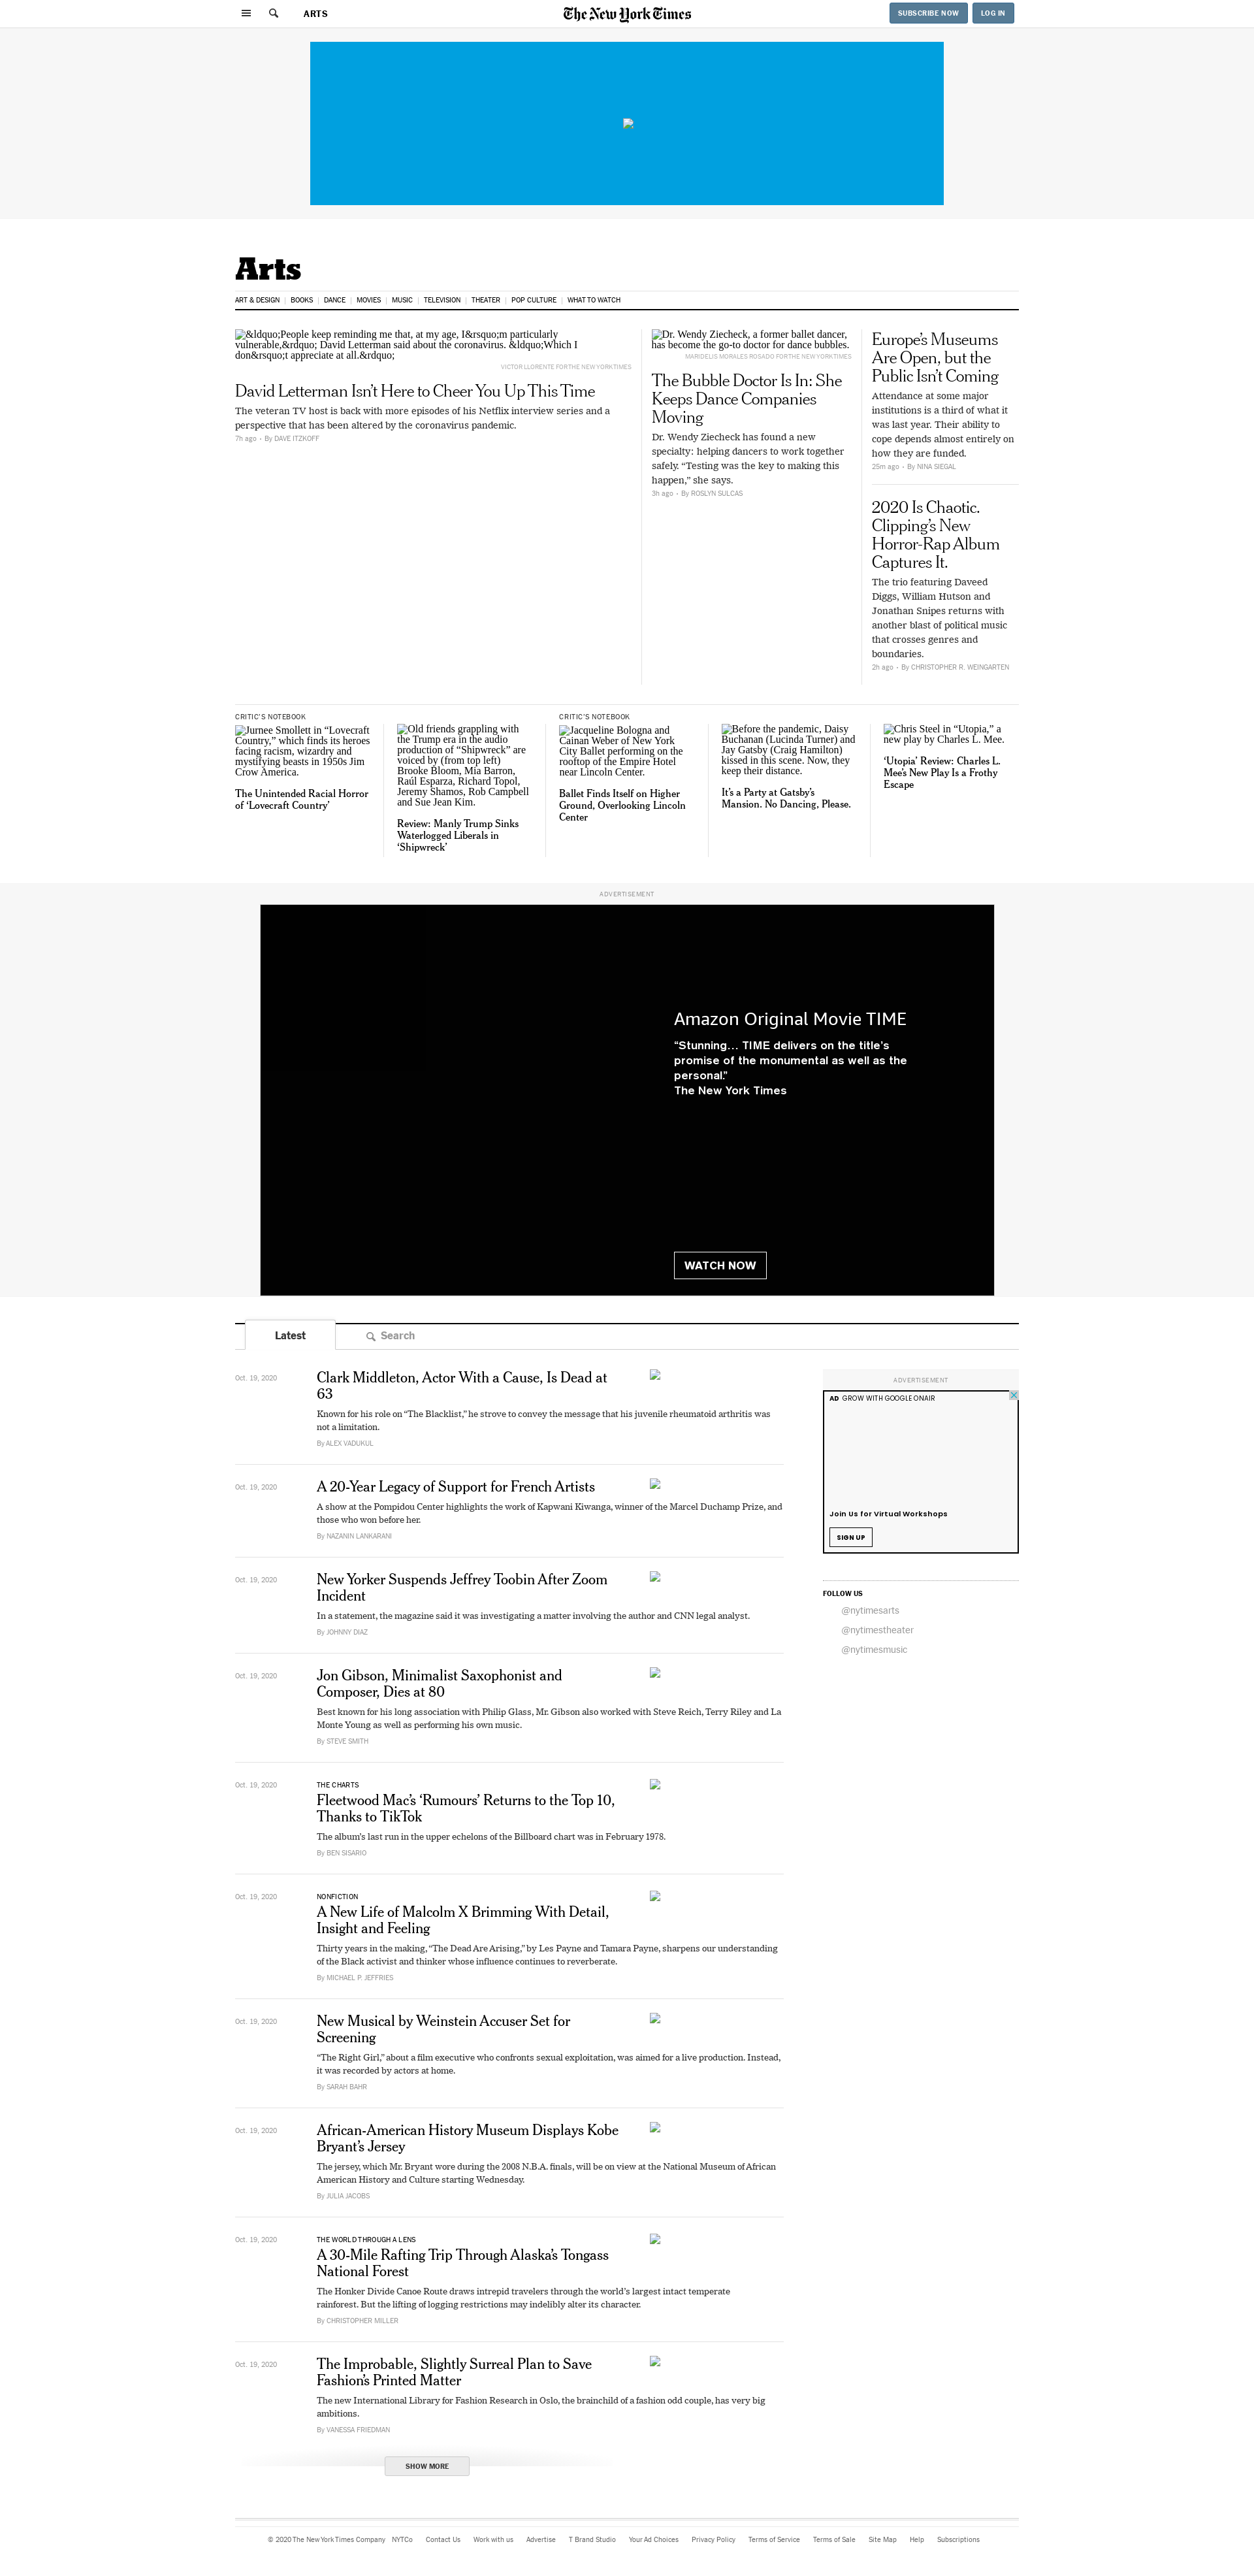 ARTS
The New York Times
SUBSCRIBE NOW
LOG IN
Arts
ART & DESIGN
BOOKS
DANCE
MOVIES
MUSIC
TELEVISION
THEATER
POP CULTURE
WHAT TO WATCH
&ldquo;People keep reminding me that, at my age, I&rsquo;m particularly
vulnerable,&rdquo; David Letterman said about the coronavirus. &ldquo;Which I
don&rsquo;t appreciate at all.&rdquo;
VICTOR LLORENTE FOR THE NEW YORK TIMES
David Letterman Isn’t Here to Cheer You Up This Time
The veteran TV host is back with more episodes of his Netflix interview series and a
perspective that has been altered by the coronavirus pandemic.
7h ago • By DAVE ITZKOFF
Dr. Wendy Ziecheck, a former ballet dancer,
has become the go-to doctor for dance bubbles.
MARIDELIS MORALES ROSADO FOR THE NEW YORK TIMES
The Bubble Doctor Is In: She
Keeps Dance Companies
Moving
Dr. Wendy Ziecheck has found a new
specialty: helping dancers to work together
safely. “Testing was the key to making this
happen,” she says.
3h ago • By ROSLYN SULCAS
Europe’s Museums
Are Open, but the
Public Isn’t Coming
Attendance at some major
institutions is a third of what it
was last year. Their ability to
cope depends almost entirely on
how they are funded.
25m ago • By NINA SIEGAL
2020 Is Chaotic.
Clipping’s New
Horror-Rap Album
Captures It.
The trio featuring Daveed
Diggs, William Hutson and
Jonathan Snipes returns with
another blast of political music
that crosses genres and
boundaries.
2h ago • By CHRISTOPHER R. WEINGARTEN
CRITIC’S NOTEBOOK
Jurnee Smollett in “Lovecraft
Country,” which finds its heroes
facing racism, wizardry and
mystifying beasts in 1950s Jim
Crow America.
The Unintended Racial Horror
of ‘Lovecraft Country’
Old friends grappling with
the Trump era in the audio
production of “Shipwreck” are
voiced by (from top left)
Brooke Bloom, Mia Barron,
Raúl Esparza, Richard Topol,
Jeremy Shamos, Rob Campbell
and Sue Jean Kim.
Review: Manly Trump Sinks
Waterlogged Liberals in
‘Shipwreck’
CRITIC’S NOTEBOOK
Jacqueline Bologna and
Cainan Weber of New York
City Ballet performing on the
rooftop of the Empire Hotel
near Lincoln Center.
Ballet Finds Itself on Higher
Ground, Overlooking Lincoln
Center
Before the pandemic, Daisy
Buchanan (Lucinda Turner) and
Jay Gatsby (Craig Hamilton)
kissed in this scene. Now, they
keep their distance.
It’s a Party at Gatsby’s
Mansion. No Dancing, Please.
Chris Steel in “Utopia,” a
new play by Charles L. Mee.
‘Utopia’ Review: Charles L.
Mee’s New Play Is a Frothy
Escape
ADVERTISEMENT
Amazon Original Movie TIME
“Stunning… TIME delivers on the title’s
promise of the monumental as well as the
personal.”
The New York Times
WATCH NOW
Latest
Search
Oct. 19, 2020
Clark Middleton, Actor With a Cause, Is Dead at
63
Known for his role on “The Blacklist,” he strove to convey the message that his juvenile rheumatoid arthritis was
not a limitation.
By ALEX VADUKUL
Oct. 19, 2020
A 20-Year Legacy of Support for French Artists
A show at the Pompidou Center highlights the work of Kapwani Kiwanga, winner of the Marcel Duchamp Prize, and
those who won before her.
By NAZANIN LANKARANI
Oct. 19, 2020
New Yorker Suspends Jeffrey Toobin After Zoom
Incident
In a statement, the magazine said it was investigating a matter involving the author and CNN legal analyst.
By JOHNNY DIAZ
Oct. 19, 2020
Jon Gibson, Minimalist Saxophonist and
Composer, Dies at 80
Best known for his long association with Philip Glass, Mr. Gibson also worked with Steve Reich, Terry Riley and La
Monte Young as well as performing his own music.
By STEVE SMITH
Oct. 19, 2020
THE CHARTS
Fleetwood Mac’s ‘Rumours’ Returns to the Top 10,
Thanks to TikTok
The album’s last run in the upper echelons of the Billboard chart was in February 1978.
By BEN SISARIO
Oct. 19, 2020
NONFICTION
A New Life of Malcolm X Brimming With Detail,
Insight and Feeling
Thirty years in the making, “The Dead Are Arising,” by Les Payne and Tamara Payne, sharpens our understanding
of the Black activist and thinker whose influence continues to reverberate.
By MICHAEL P. JEFFRIES
Oct. 19, 2020
New Musical by Weinstein Accuser Set for
Screening
“The Right Girl,” about a film executive who confronts sexual exploitation, was aimed for a live production. Instead,
it was recorded by actors at home.
By SARAH BAHR
Oct. 19, 2020
African-American History Museum Displays Kobe
Bryant’s Jersey
The jersey, which Mr. Bryant wore during the 2008 N.B.A. finals, will be on view at the National Museum of African
American History and Culture starting Wednesday.
By JULIA JACOBS
Oct. 19, 2020
THE WORLD THROUGH A LENS
A 30-Mile Rafting Trip Through Alaska’s Tongass
National Forest
The Honker Divide Canoe Route draws intrepid travelers through the world’s largest intact temperate
rainforest. But the lifting of logging restrictions may indelibly alter its character.
By CHRISTOPHER MILLER
Oct. 19, 2020
The Improbable, Slightly Surreal Plan to Save
Fashion’s Printed Matter
The new International Library for Fashion Research in Oslo, the brainchild of a fashion odd couple, has very big
ambitions.
By VANESSA FRIEDMAN
SHOW MORE
ADVERTISEMENT
AD GROW WITH GOOGLE ONAIR
Join Us for Virtual Workshops
SIGN UP
FOLLOW US
@nytimesarts
@nytimestheater
@nytimesmusic
© 2020 The New York Times Company
NYTCo
Contact Us
Work with us
Advertise
T Brand Studio
Your Ad Choices
Privacy Policy
Terms of Service
Terms of Sale
Site Map
Help
Subscriptions